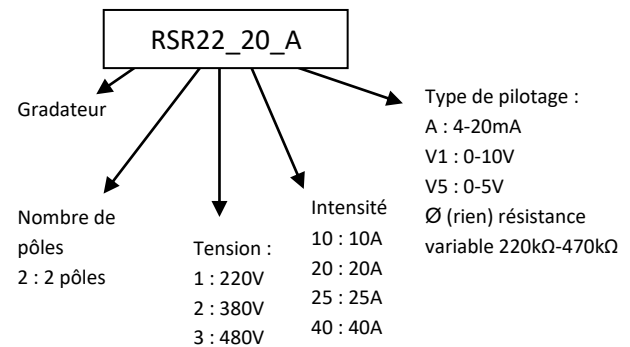 RSR22_20_A
Gradateur
Nombre de
pôles
2 : 2 pôles
Tension :
1 : 220V
2 : 380V
3 : 480V
Intensité
10 : 10A
20 : 20A
25 : 25A
40 : 40A
Type de pilotage :
A : 4-20mA
V1 : 0-10V
V5 : 0-5V
Ø (rien) résistance
variable 220kΩ-470kΩ